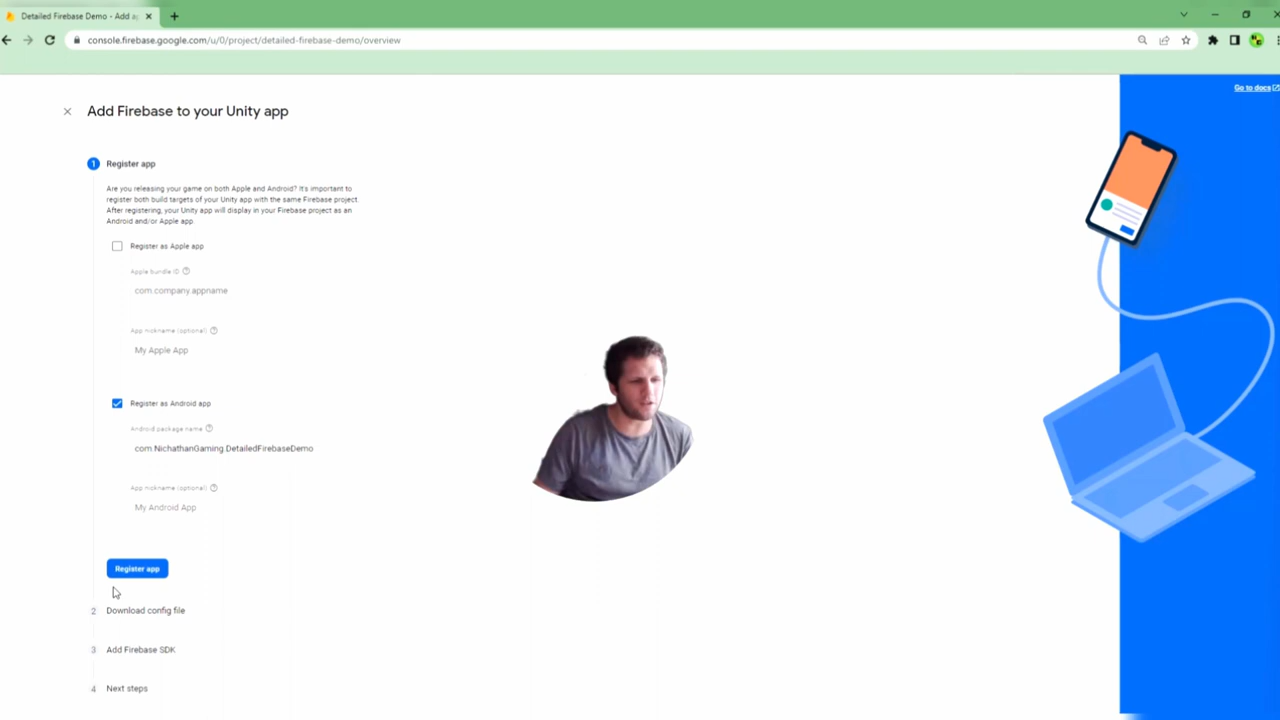 Detailed Firebase Demo - Add ap
console.firebase.google.com/u/0/project/detailed-firebase-demo/overview
Go to docs
Add Firebase to your Unity app
1 Register app
Are you releasing your game on both Apple and Android? It's important to
register both build targets of your Unity app with the same Firebase project.
After registering, your Unity app will display in your Firebase project as an
Android and/or Apple app.
Register as Apple app
Apple bundle ID
com.company.appname
App nickname (optional)
My Apple App
Register as Android app
Android package name
com.NichathanGaming.DetailedFirebaseDemo
App nickname (optional)
My Android App
Register app
2 Download config file
3 Add Firebase SDK
4 Next steps